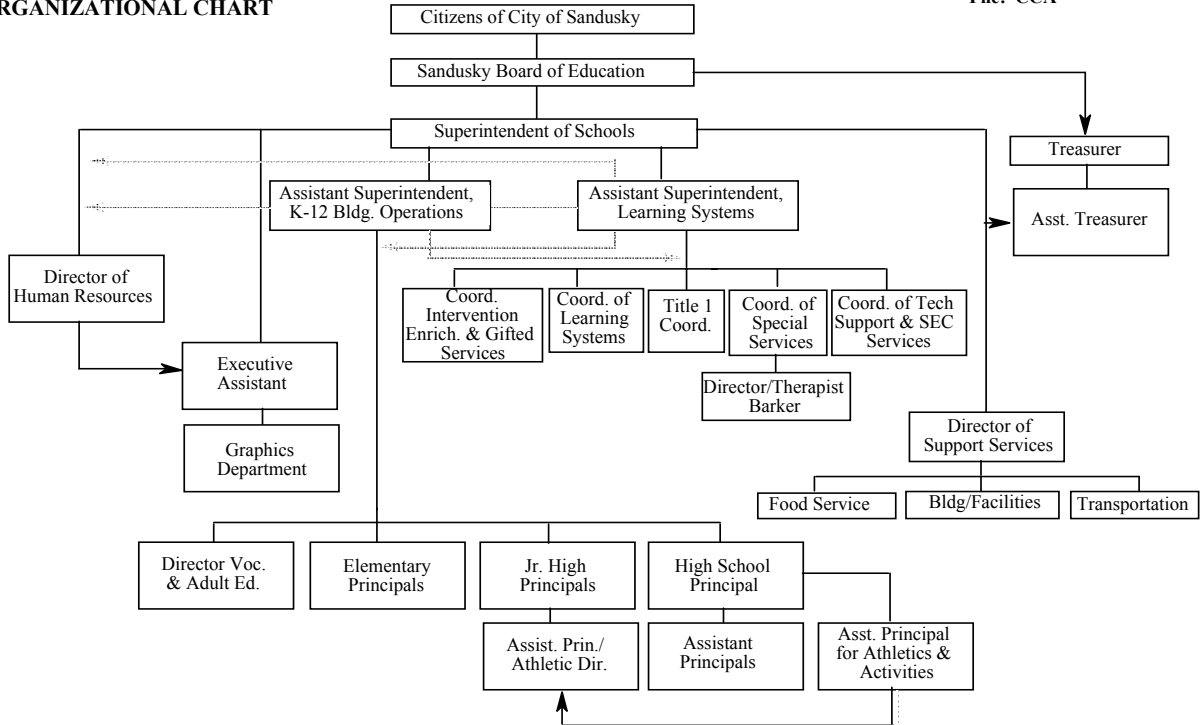 RGANIZATIONAL CHART
File: CCA
Citizens of City of Sandusky
Sandusky Board of Education
Superintendent of Schools
Treasurer
Asst. Treasurer
Assistant Superintendent,
K-12 Bldg. Operations
Assistant Superintendent,
Learning Systems
Director of
Human Resources
Coord.
Intervention
Enrich. & Gifted
Services
Coord. of
Learning
Systems
Title 1
Coord.
Coord. of
Special
Services
Coord. of Tech
Support & SEC
Services
Executive
Assistant
Director/Therapist
Barker
Graphics
Department
Director of
Support Services
Food Service
Bldg/Facilities
Transportation
Director Voc.
& Adult Ed.
Elementary
Principals
Jr. High
Principals
High School
Principal
Assist. Prin./
Athletic Dir.
Assistant
Principals
Asst. Principal
for Athletics &
Activities